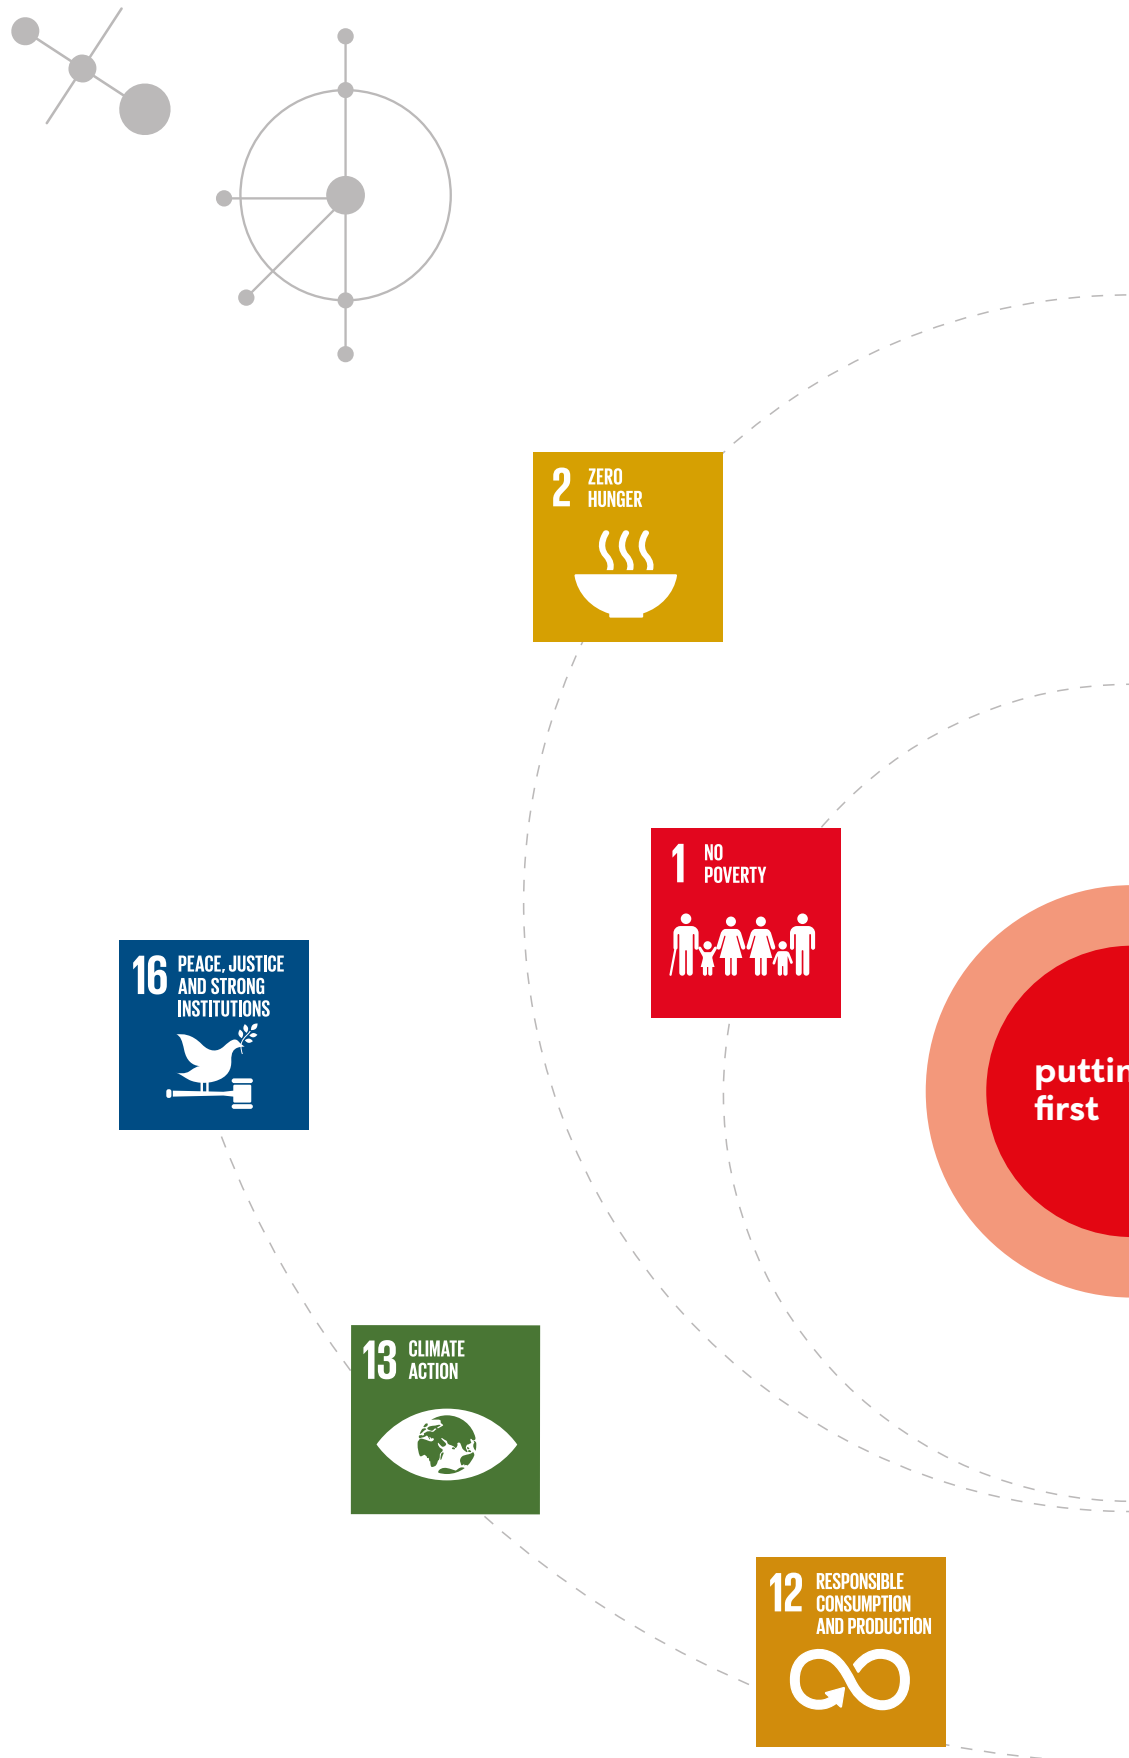 2 ZERO
HUNGER
1 NO
POVERTY
16 PEACE, JUSTICE
AND STRONG
INSTITUTIONS
first
13 CLIMATE
ACTION
12 RESPONSIBLE
CONSUMPTION
AND PRODUCTION